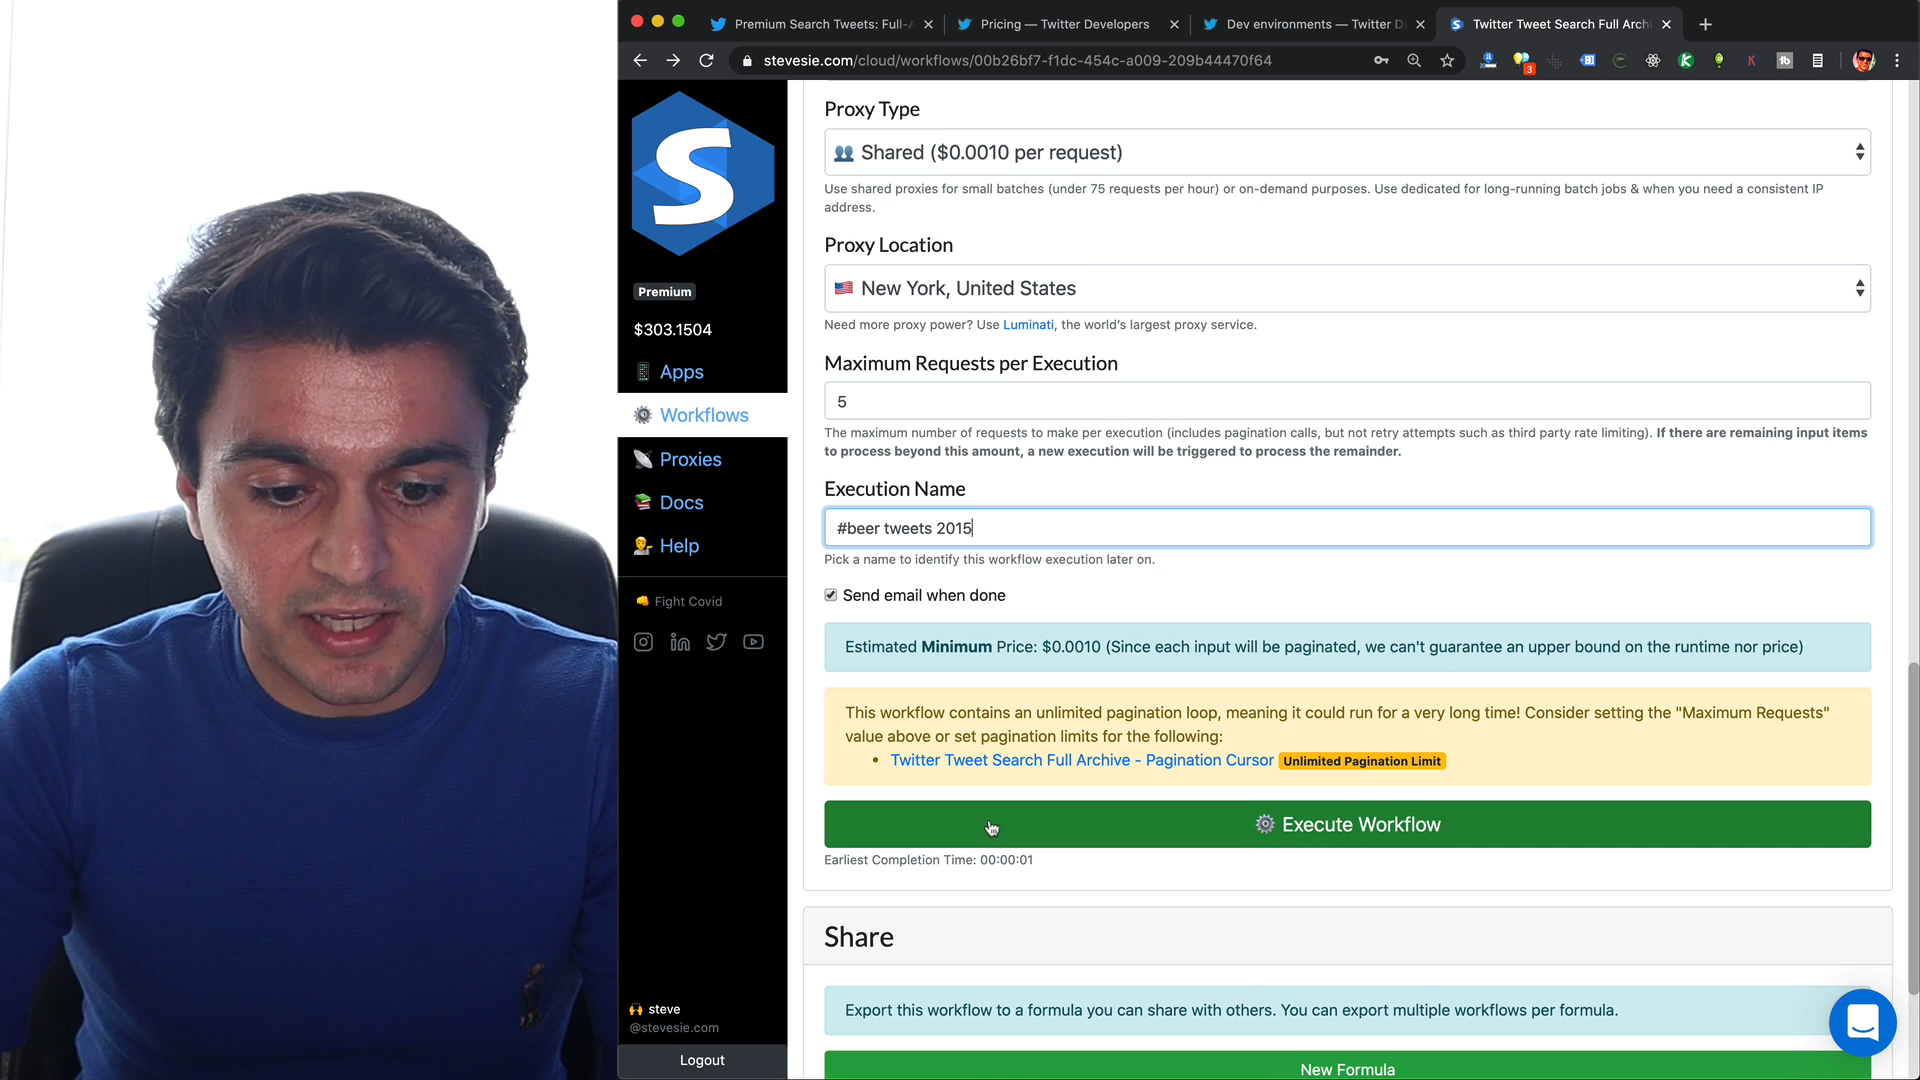 Premium Search Tweets: Full-A
Pricing — Twitter Developers
Dev environments — Twitter D
Twitter Tweet Search Full Archi
stevesie.com/cloud/workflows/00b26bf7-f1dc-454c-a009-209b44470f64
3
S
Premium
$303.1504
Apps
Workflows
Proxies
Docs
Help
Fight Covid
steve
@stevesie.com
Logout
Proxy Type
Shared ($0.0010 per request)
Use shared proxies for small batches (under 75 requests per hour) or on-demand purposes. Use dedicated for long-running batch jobs & when you need a consistent IP
address.
Proxy Location
New York, United States
Need more proxy power? Use Luminati, the world's largest proxy service.
Maximum Requests per Execution
5
The maximum number of requests to make per execution (includes pagination calls, but not retry attempts such as third party rate limiting). If there are remaining input items
to process beyond this amount, a new execution will be triggered to process the remainder.
Execution Name
#beer tweets 2015
Pick a name to identify this workflow execution later on.
Send email when done
Estimated Minimum Price: $0.0010 (Since each input will be paginated, we can't guarantee an upper bound on the runtime nor price)
This workflow contains an unlimited pagination loop, meaning it could run for a very long time! Consider setting the "Maximum Requests"
value above or set pagination limits for the following:
• Twitter Tweet Search Full Archive - Pagination Cursor Unlimited Pagination Limit
Execute Workflow
Earliest Completion Time: 00:00:01
Share
Export this workflow to a formula you can share with others. You can export multiple workflows per formula.
New Formula